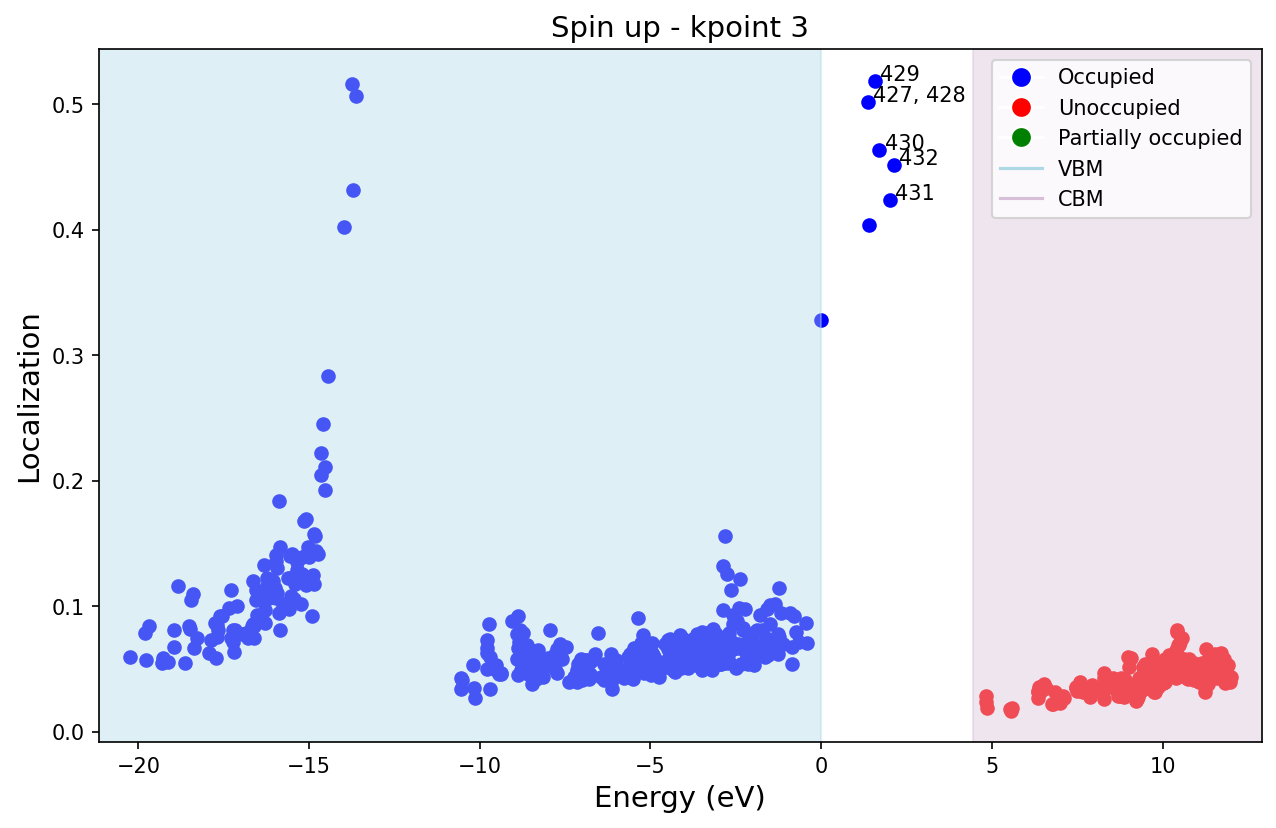 Spin up - kpoint 3
Localization
0.5
0.4
0.3
0.2
0.1
0.0
429
427, 428
430
432
431
Occupied
Unoccupied
Partially occupied
VBM
CBM
−20
−15
−10
−5
0
5
10
Energy (eV)